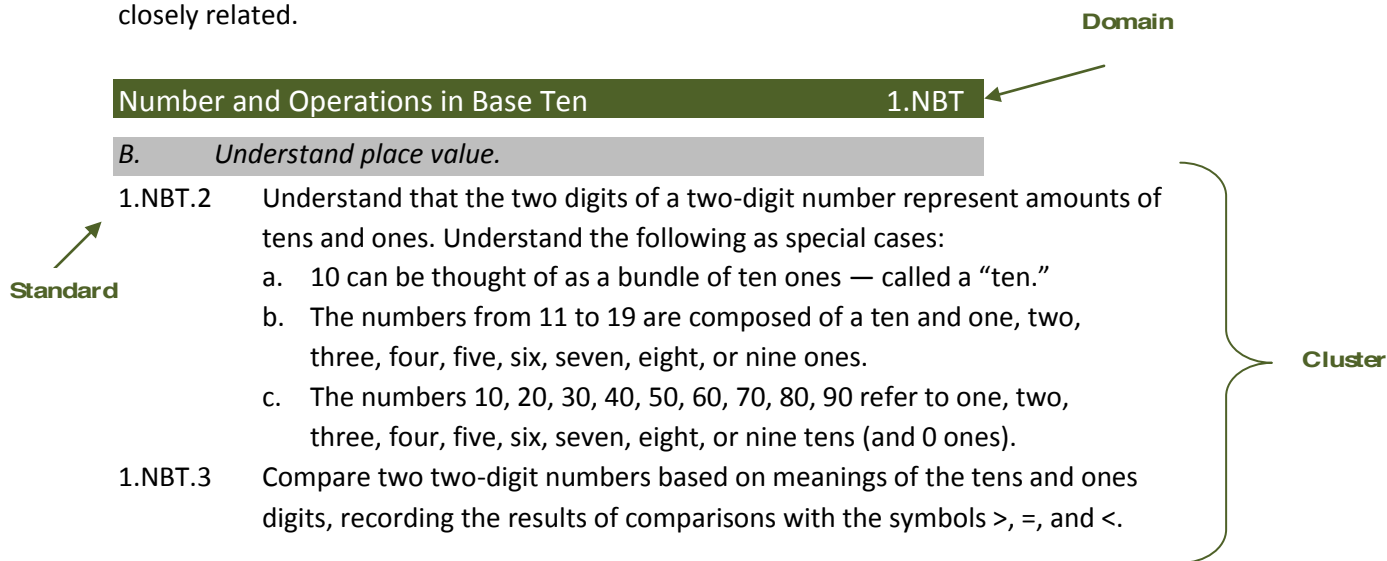 closely related.
Domain
Number and Operations in Base Ten 1.NBT
B. Understand place value.
1.NBT.2 Understand that the two digits of a two-digit number represent amounts of
tens and ones. Understand the following as special cases:
a. 10 can be thought of as a bundle of ten ones — called a “ten.”
Standard
b. The numbers from 11 to 19 are composed of a ten and one, two,
three, four, five, six, seven, eight, or nine ones.
Cluster
c. The numbers 10, 20, 30, 40, 50, 60, 70, 80, 90 refer to one, two,
three, four, five, six, seven, eight, or nine tens (and 0 ones).
1.NBT.3 Compare two two-digit numbers based on meanings of the tens and ones
digits, recording the results of comparisons with the symbols >, =, and <.